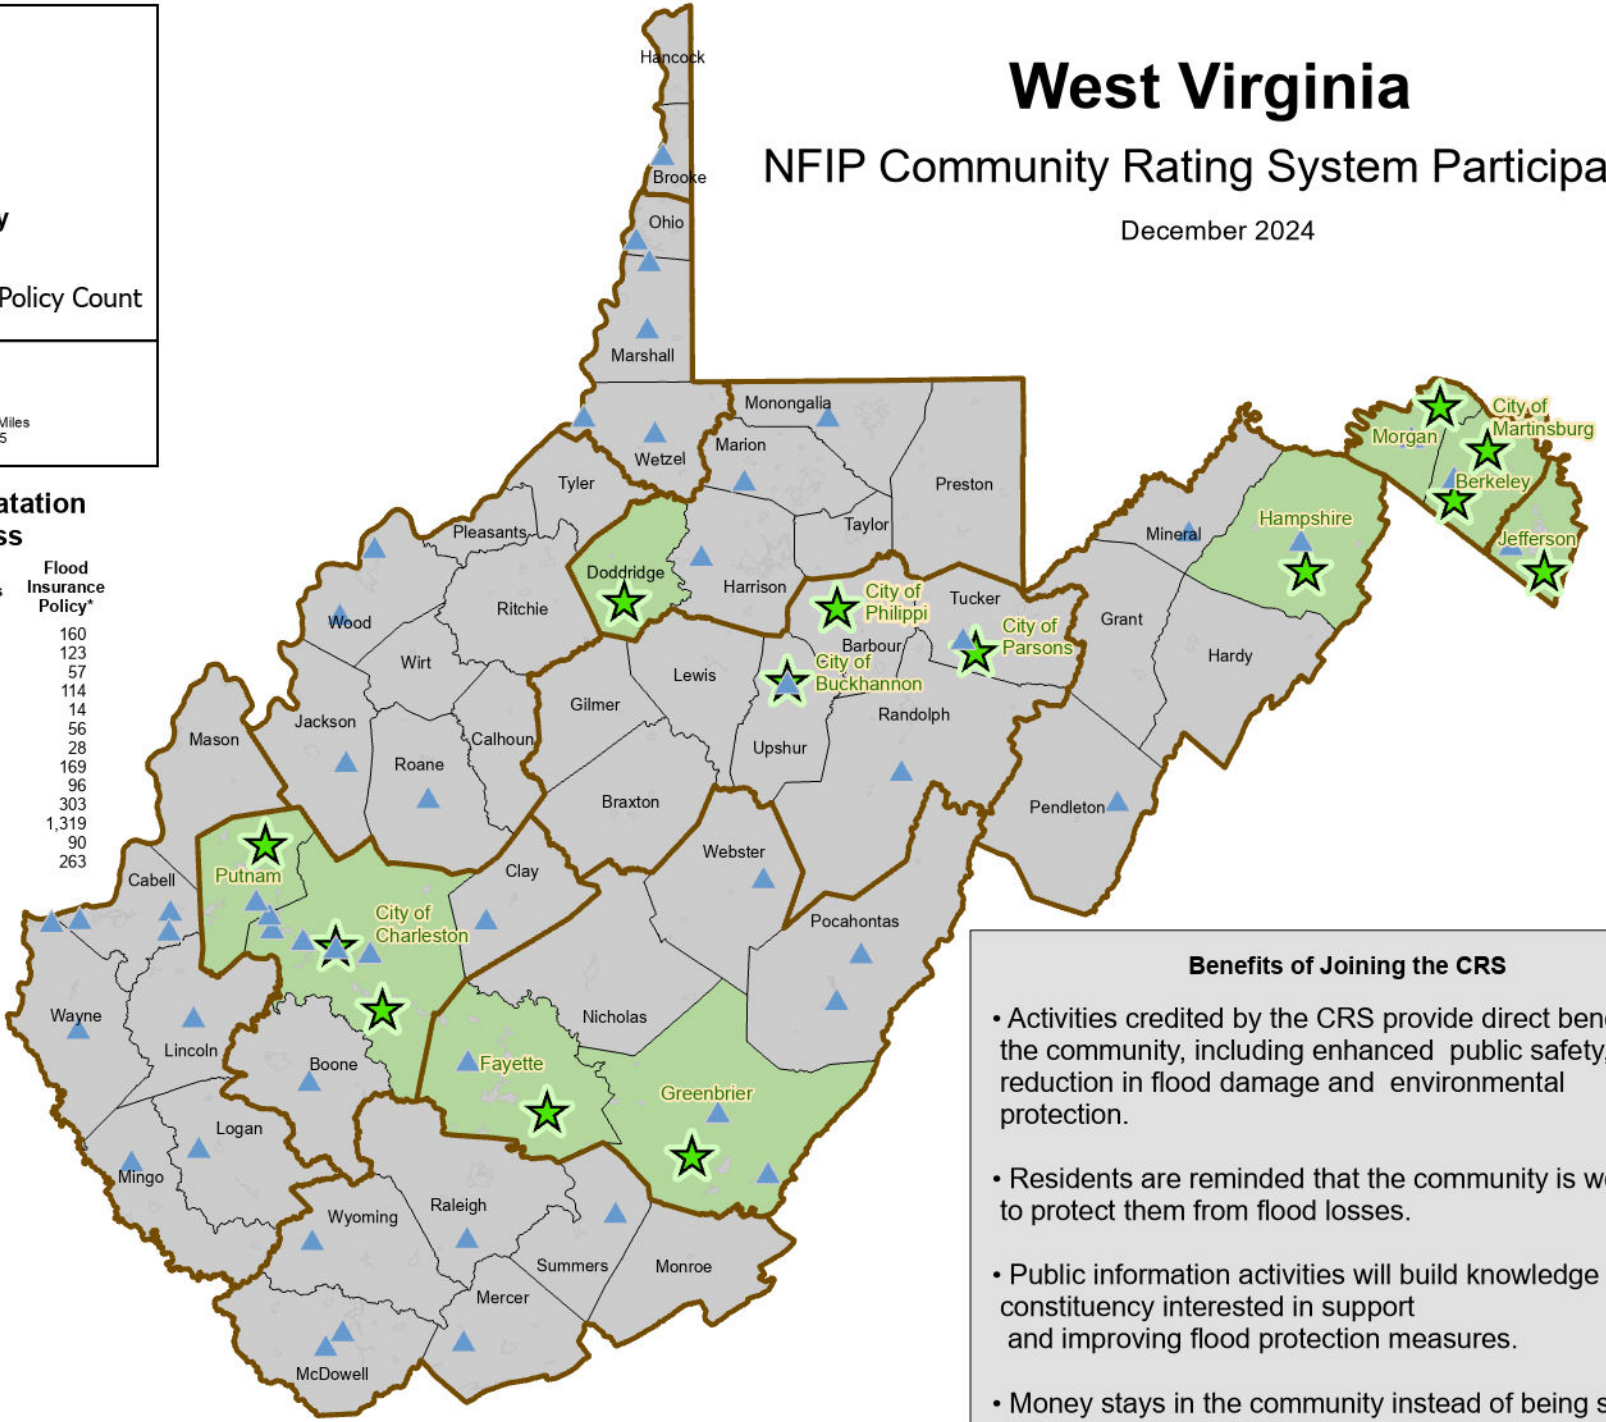 West Virginia
NFIP Community Rating System Participa
December 2024
y
Policy Count
Miles
5
atation
ss
s
Flood
Insurance
Policy*
160
123
57
114
14
56
28
169
96
303
1,319
90
263
Hancock
Brooke
Ohio
Marshall
Wetzel
Monongalia
Marion
Preston
Taylor
Tyler
Pleasants
Doddridge
Harrison
Ritchie
Wood
Wirt
City of
Philippi
Barbour
Tucker
City of
Parsons
City of
Buckhannon
Mineral
Hampshire
Morgan
City of
Martinsburg
Berkeley
Jefferson
Grant
Hardy
Lewis
Gilmer
Upshur
Randolph
Jackson
Calhoun
Mason
Roane
Braxton
Pendleton
Webster
Clay
Putnam
Cabell
City of
Charleston
Pocahontas
Wayne
Lincoln
Boone
Nicholas
Fayette
Greenbrier
Logan
Mingo
Wyoming
Raleigh
Summers
Monroe
Mercer
McDowell
Benefits of Joining the CRS
• Activities credited by the CRS provide direct ben
the community, including enhanced public safety,
reduction in flood damage and environmental
protection.
• Residents are reminded that the community is w
to protect them from flood losses.
• Public information activities will build knowledge
constituency interested in support
and improving flood protection measures.
• Money stays in the community instead of being s